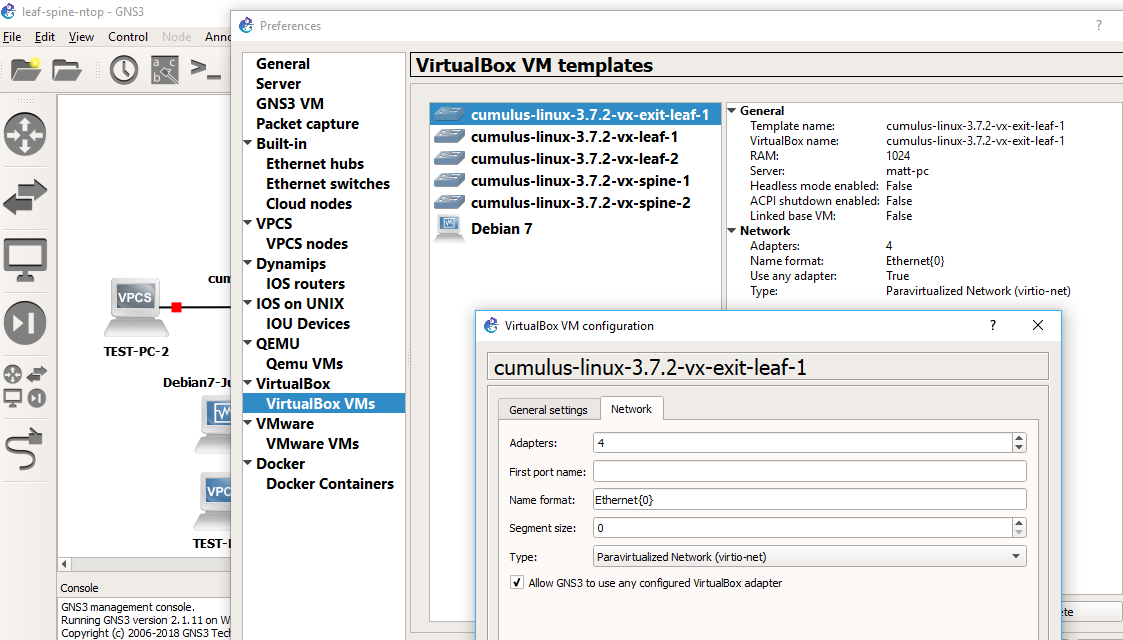 leaf-spine-ntop - GNS3
File Edit View Control Node
Preferences
?
General
Server
GNS3 VM
Packet capture
Built-in
Ethernet hubs
Ethernet switches
Cloud nodes
VPCS
VPCS nodes
Dynamips
IOS routers
IOS on UNIX
IOU Devices
QEMU
Qemu VMs
VirtualBox
VirtualBox VMs
VMware
VMware VMs
Docker
Docker Containers
VirtualBox VM templates
cumulus-linux-3.7.2-vx-exit-leaf-1
cumulus-linux-3.7.2-vx-leaf-1
cumulus-linux-3.7.2-vx-leaf-2
cumulus-linux-3.7.2-vx-spine-1
cumulus-linux-3.7.2-vx-spine-2
Debian 7
General
Template name: cumulus-linux-3.7.2-vx-exit-leaf-1
VirtualBox name: cumulus-linux-3.7.2-vx-exit-leaf-1
RAM: 1024
Server: matt-pc
Headless mode enabled: False
ACPI shutdown enabled: False
Linked base VM: False
Network
Adapters: 4
Name format: Ethernet{0}
Use any adapter: True
Type: Paravirtualized Network (virtio-net)
VirtualBox VM configuration
?
cumulus-linux-3.7.2-vx-exit-leaf-1
General settings Network
Adapters: 4
First port name:
Name format: Ethernet{0}
Segment size: 0
Type: Paravirtualized Network (virtio-net)
Allow GNS3 to use any configured VirtualBox adapter
VPCS
TEST-PC-2
Console
GNS3 management console.
Running GNS3 version 2.1.11 on
Copyright (c) 2006-2018 GNS3